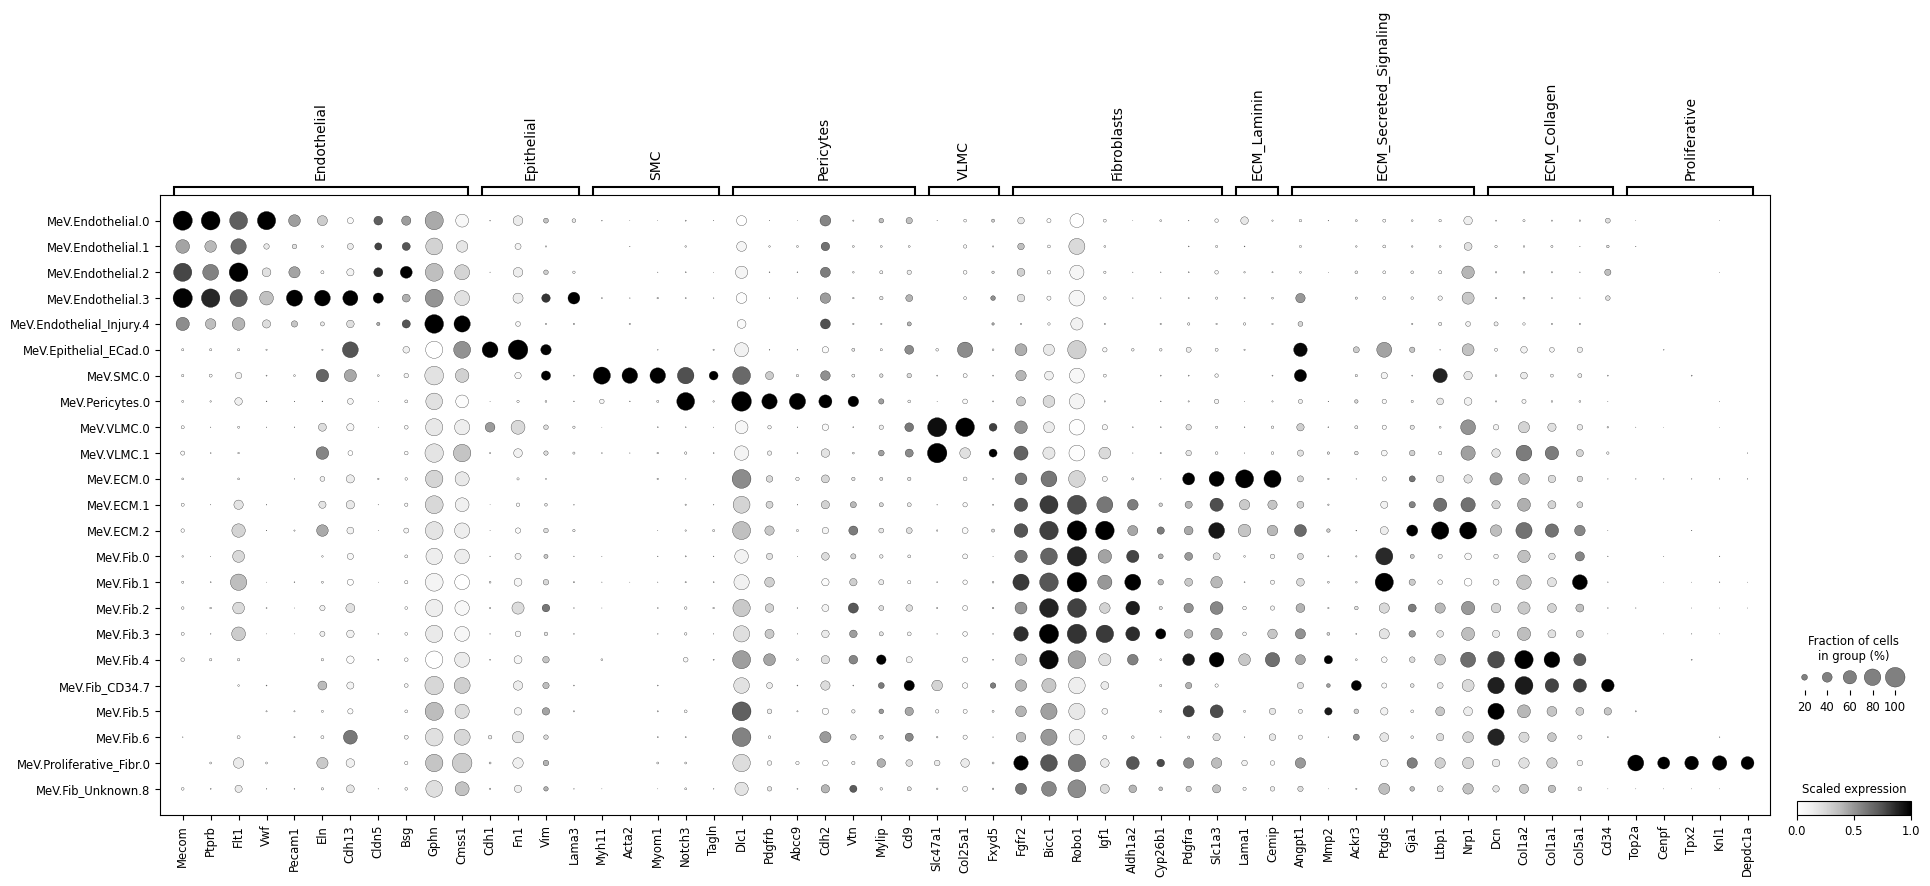 Endothelial
Epithelial
SMC
Pericytes
VLMC
Fibroblasts
ECM_Laminin
ECM_Secreted_Signaling
ECM_Collagen
Proliferative
MeV.Endothelial.0
MeV.Endothelial.1
MeV.Endothelial.2
MeV.Endothelial.3
MeV.Endothelial_Injury.4
MeV.Epithelial_ECad.0
MeV.SMC.0
MeV.Pericytes.0
MeV.VLMC.0
MeV.VLMC.1
MeV.ECM.0
MeV.ECM.1
MeV.ECM.2
MeV.Fib.0
MeV.Fib.1
MeV.Fib.2
MeV.Fib.3
MeV.Fib.4
MeV.Fib_CD34.7
MeV.Fib.5
MeV.Fib.6
MeV.Proliferative_Fibr.0
MeV.Fib_Unknown.8
Mecom
Ptprb
Flt1
Vwf
Pecam1
Eln
Cdh13
Cldn5
Bsg
Gphn
Cmss1
Cdh1
Fn1
Vim
Lama3
Myh11
Acta2
Myom1
Notch3
Tagln
Dlc1
Pdgfrb
Abcc9
Cdh2
Vtn
Mylip
Cd9
Slc47a1
Col25a1
Fxyd5
Fgfr2
Bicc1
Robo1
Igf1
Aldh1a2
Cyp26b1
Pdgfra
Slc1a3
Lama1
Cemip
Angpt1
Mmp2
Ackr3
Ptgds
Gja1
Ltbp1
Nrp1
Dcn
Col1a2
Col1a1
Col5a1
Cd34
Top2a
Cenpf
Tpx2
Knl1
Depdc1a
Fraction of cells
in group (%)
20 40 60 80 100
Scaled expression
0.0 0.5 1.0